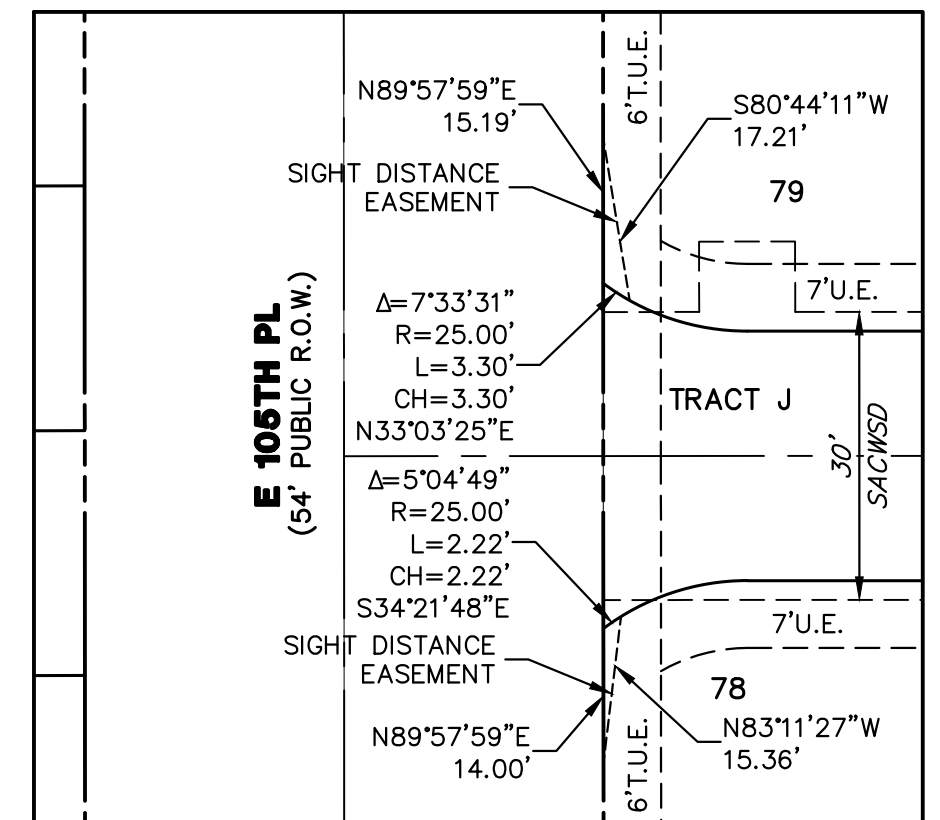 N89°57'59"E
15.19'
6'T.U.E.
S80°44'11"W
17.21'
SIGHT DISTANCE
EASEMENT
79
E 105TH PL
(54' PUBLIC R.O.W.)
Δ=7°33'31"
R=25.00'
L=3.30'
CH=3.30'
N33°03'25"E
7'U.E.
TRACT J
30'
SACWSD
Δ=5°04'49"
R=25.00'
L=2.22'
CH=2.22'
S34°21'48"E
7'U.E.
SIGHT DISTANCE
EASEMENT
78
N89°57'59"E
14.00'
6'T.U.E.
N83°11'27"W
15.36'